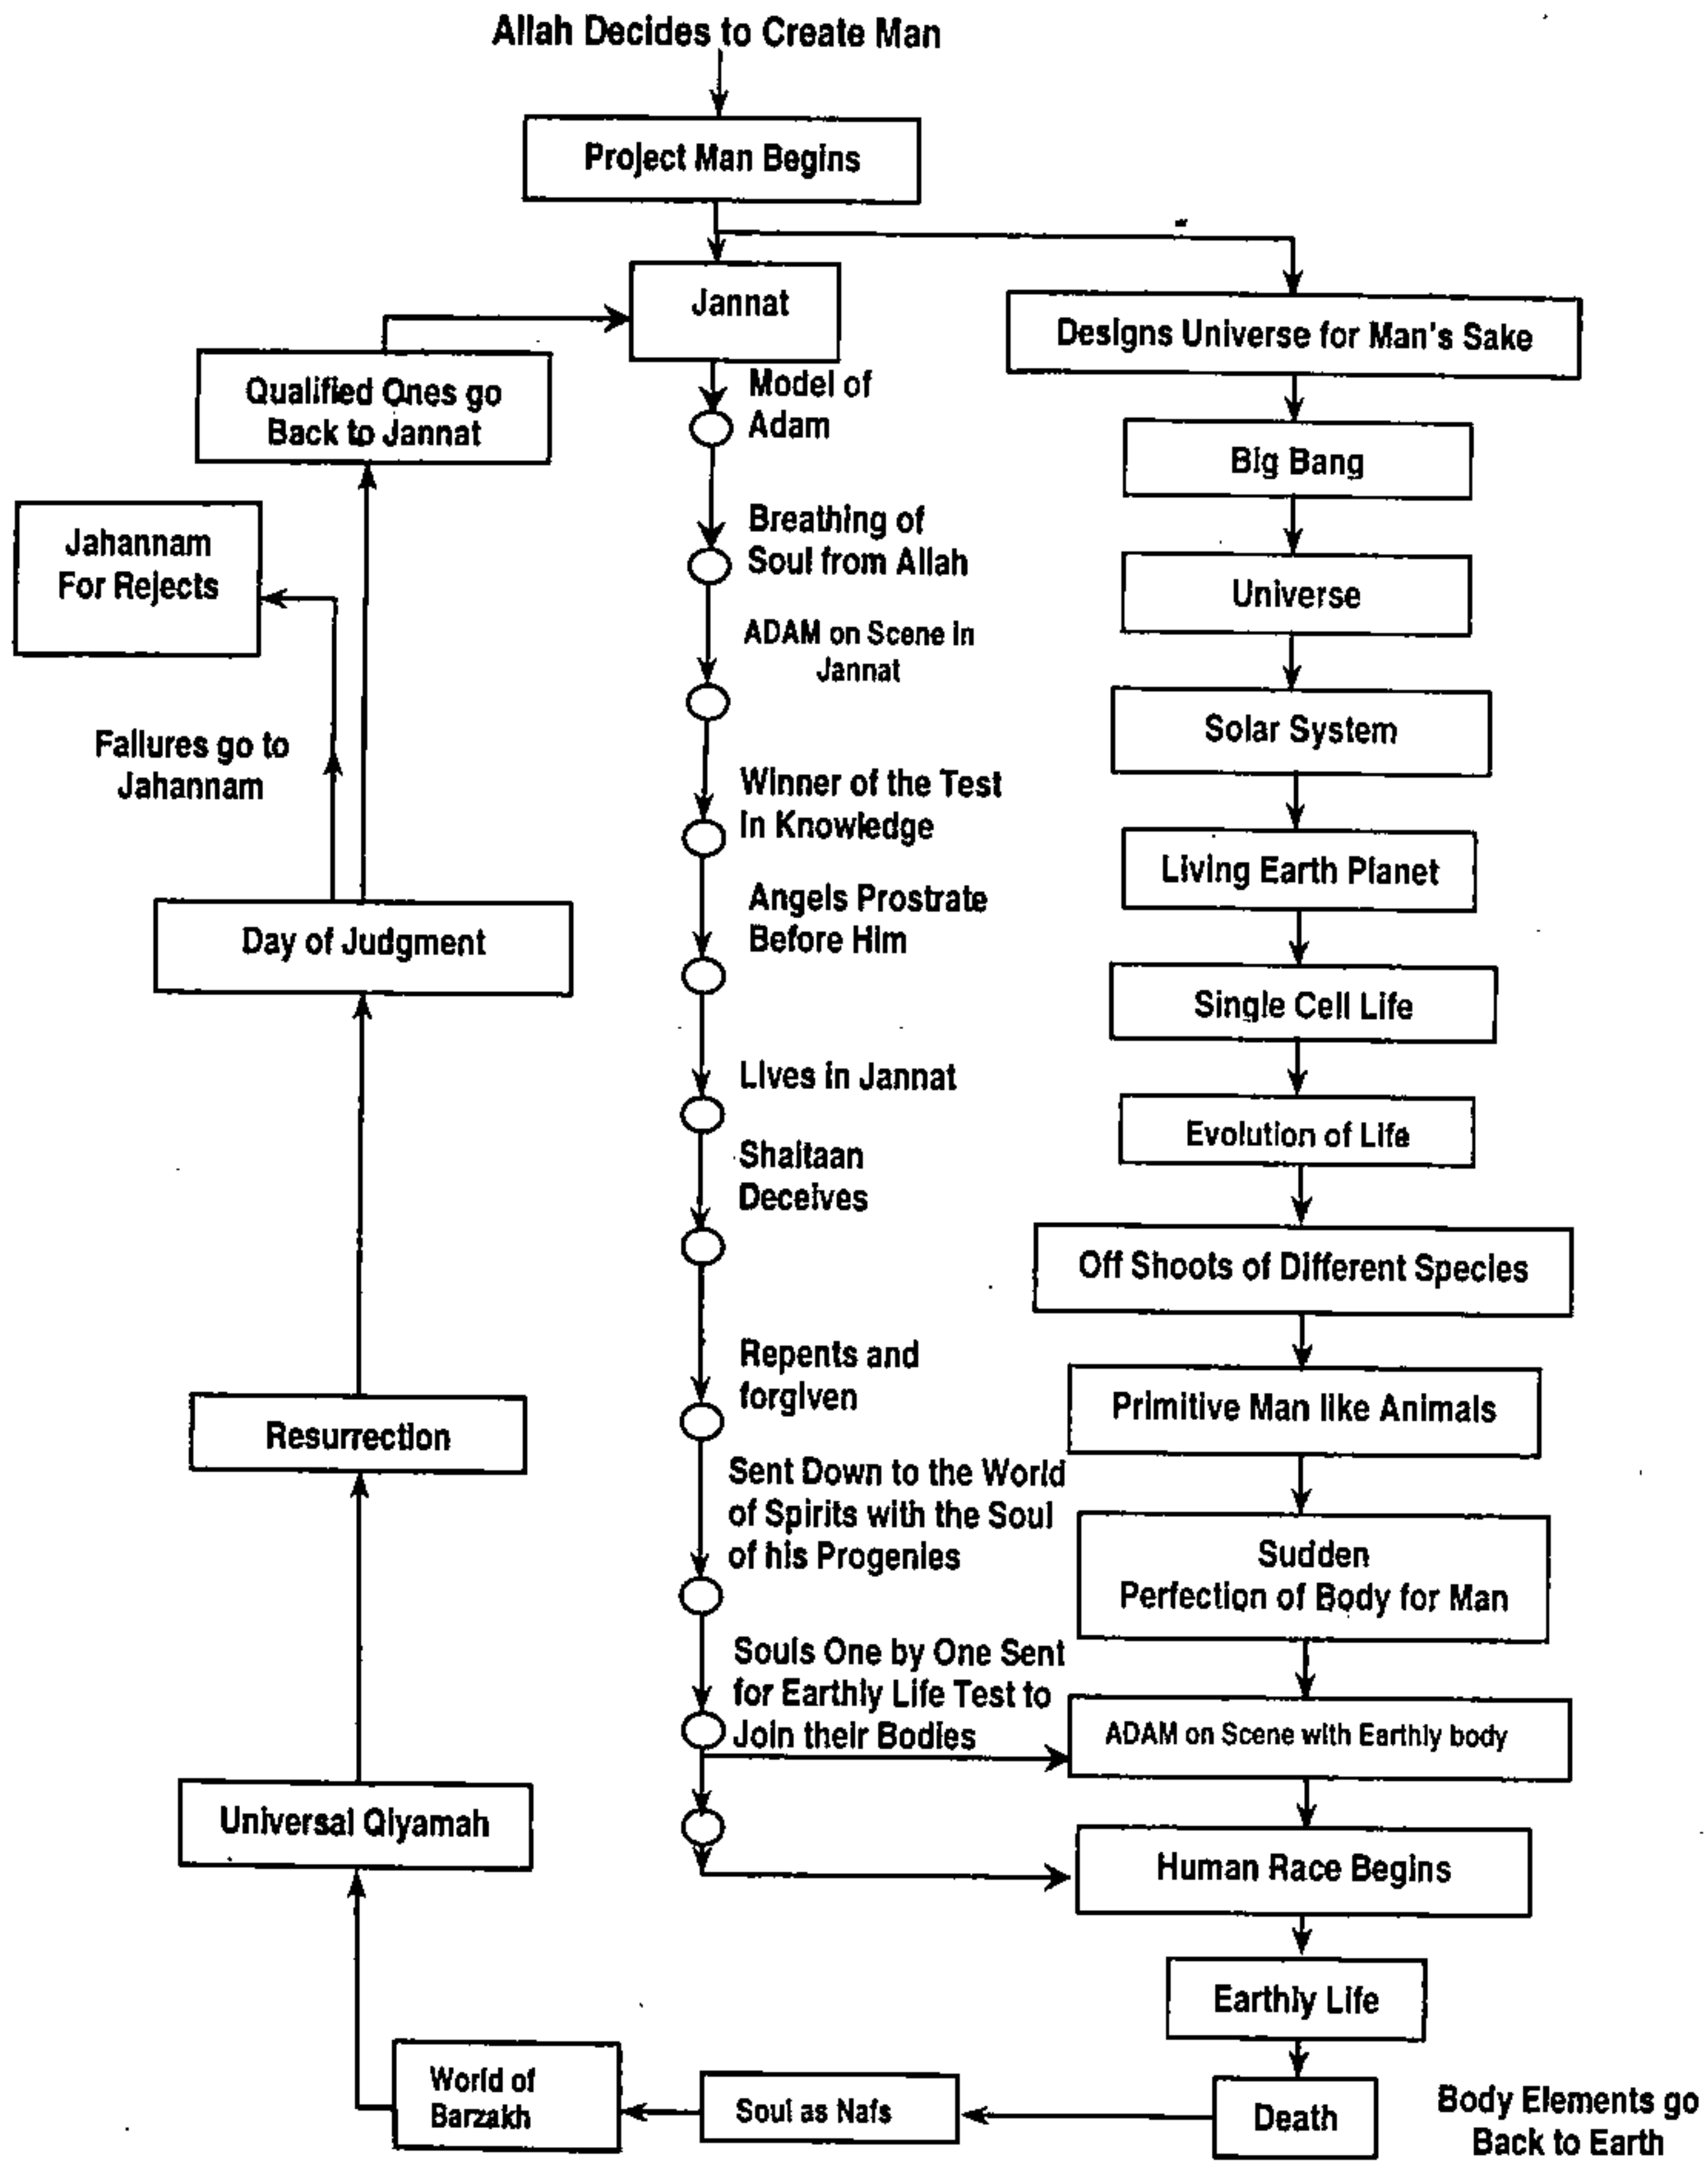 Allah Decides to Create Man
Project Man Begins
Jannat
Designs Universe for Man's Sake
Qualified Ones go
Back to Jannat
Model of
Adam
Big Bang
Jahannam
For Rejects
Breathing of
Soul from Allah
Universe
ADAM on Scene in
Jannat
Solar System
Failures go to
Jahannam
Winner of the Test
in Knowledge
Living Earth Planet
Angels Prostrate
Before Him
Day of Judgment
Single Cell Life
Lives in Jannat
Evolution of Life
Shaitaan
Deceives
Off Shoots of Different Species
Repents and
forgiven
Primitive Man like Animals
Resurrection
Sent Down to the World
of Spirits with the Soul
of his Progenies
Sudden
Perfection of Body for Man
Souls One by One Sent
for Earthly Life Test to
Join their Bodies
ADAM on Scene with Earthly body
Universal Qiyamah
Human Race Begins
Earthly Life
World of
Barzakh
Soul as Nafs
Death
Body Elements go
Back to Earth